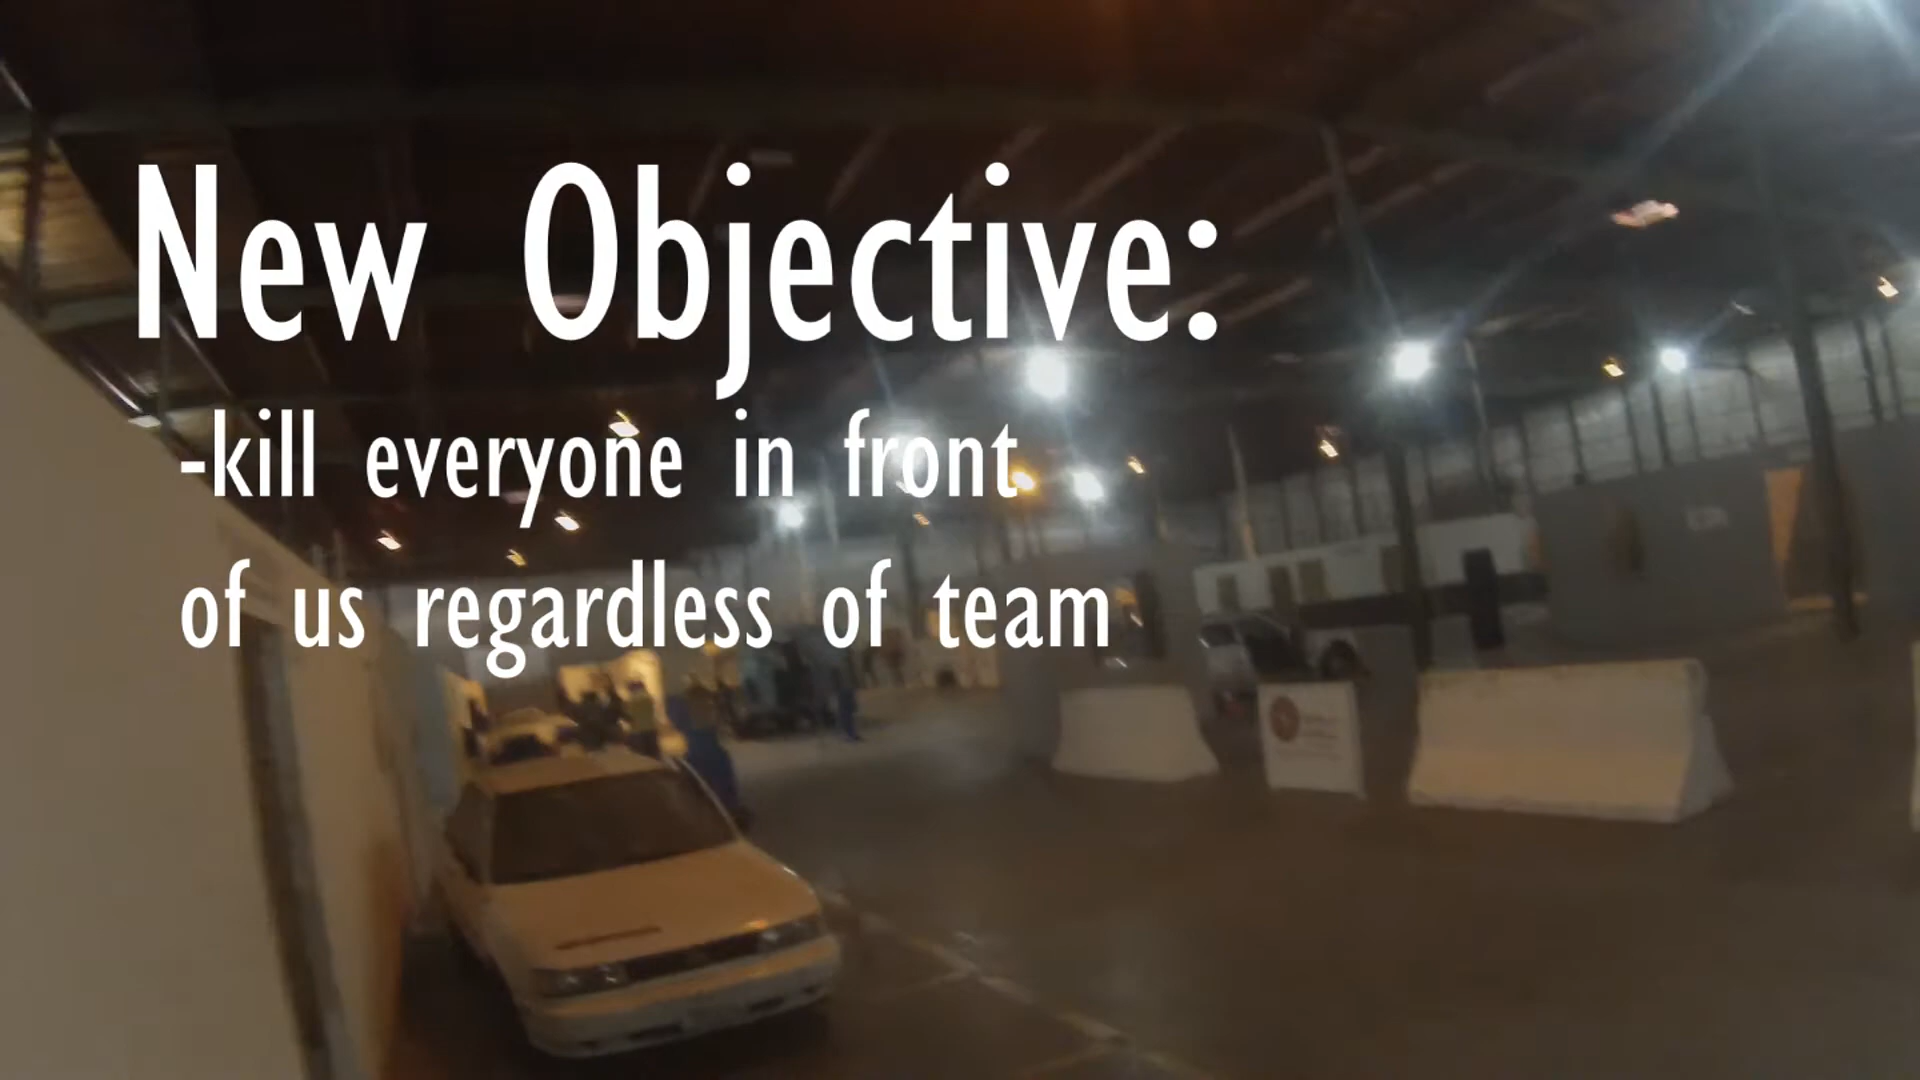 New Objective:
-kill everyone in front
of us regardless of team